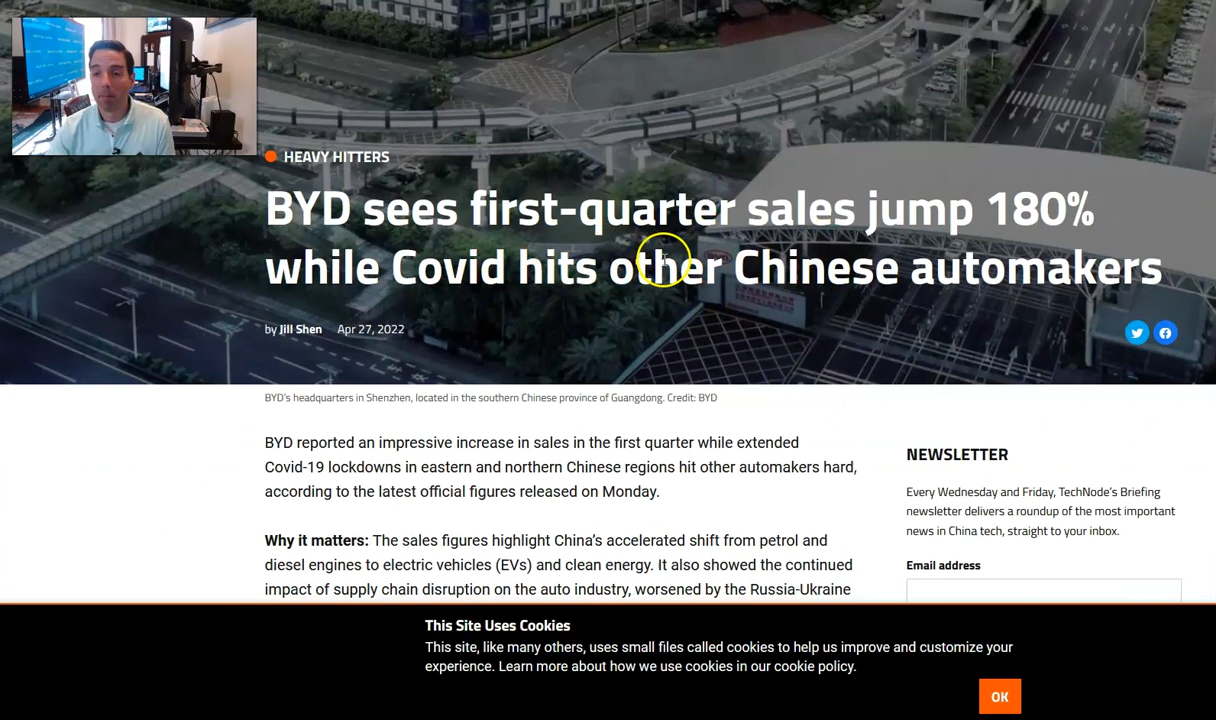 HEAVY HITTERS
BYD sees first-quarter sales jump 180%
while Covid hits other Chinese automakers
by Jill Shen Apr 27, 2022
BYD's headquarters in Shenzhen, located in the southern Chinese province of Guangdong. Credit: BYD
BYD reported an impressive increase in sales in the first quarter while extended
Covid-19 lockdowns in eastern and northern Chinese regions hit other automakers hard,
according to the latest official figures released on Monday.
Why it matters: The sales figures highlight China's accelerated shift from petrol and
diesel engines to electric vehicles (EVs) and clean energy. It also showed the continued
impact of supply chain disruption on the auto industry, worsened by the Russia-Ukraine
NEWSLETTER
Every Wednesday and Friday, TechNode's Briefing
newsletter delivers a roundup of the most important
news in China tech, straight to your inbox.
Email address
This Site Uses Cookies
This site, like many others, uses small files called cookies to help us improve and customize your
experience. Learn more about how we use cookies in our cookie policy.
OK